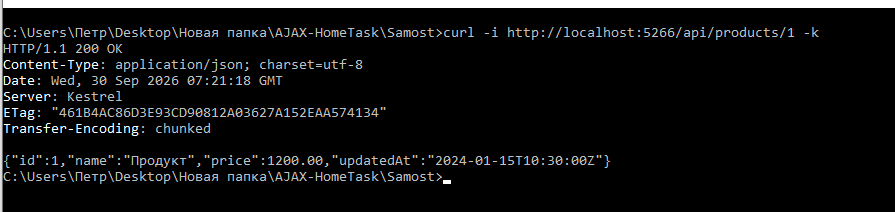 C:\Users\Петр\Desktop\Новая папка\AJAX-HomeTask\Samost>curl -i http://localhost:5266/api/products/1 -k
HTTP/1.1 200 OK
Content-Type: application/json; charset=utf-8
Date: Wed, 30 Sep 2026 07:21:18 GMT
Server: Kestrel
ETag: "461B4AC86D3E93CD90812A03627A152EAA574134"
Transfer-Encoding: chunked
{"id":1,"name":"Продукт","price":1200.00,"updatedAt":"2024-01-15T10:30:00Z"}
C:\Users\Петр\Desktop\Новая папка\AJAX-HomeTask\Samost>